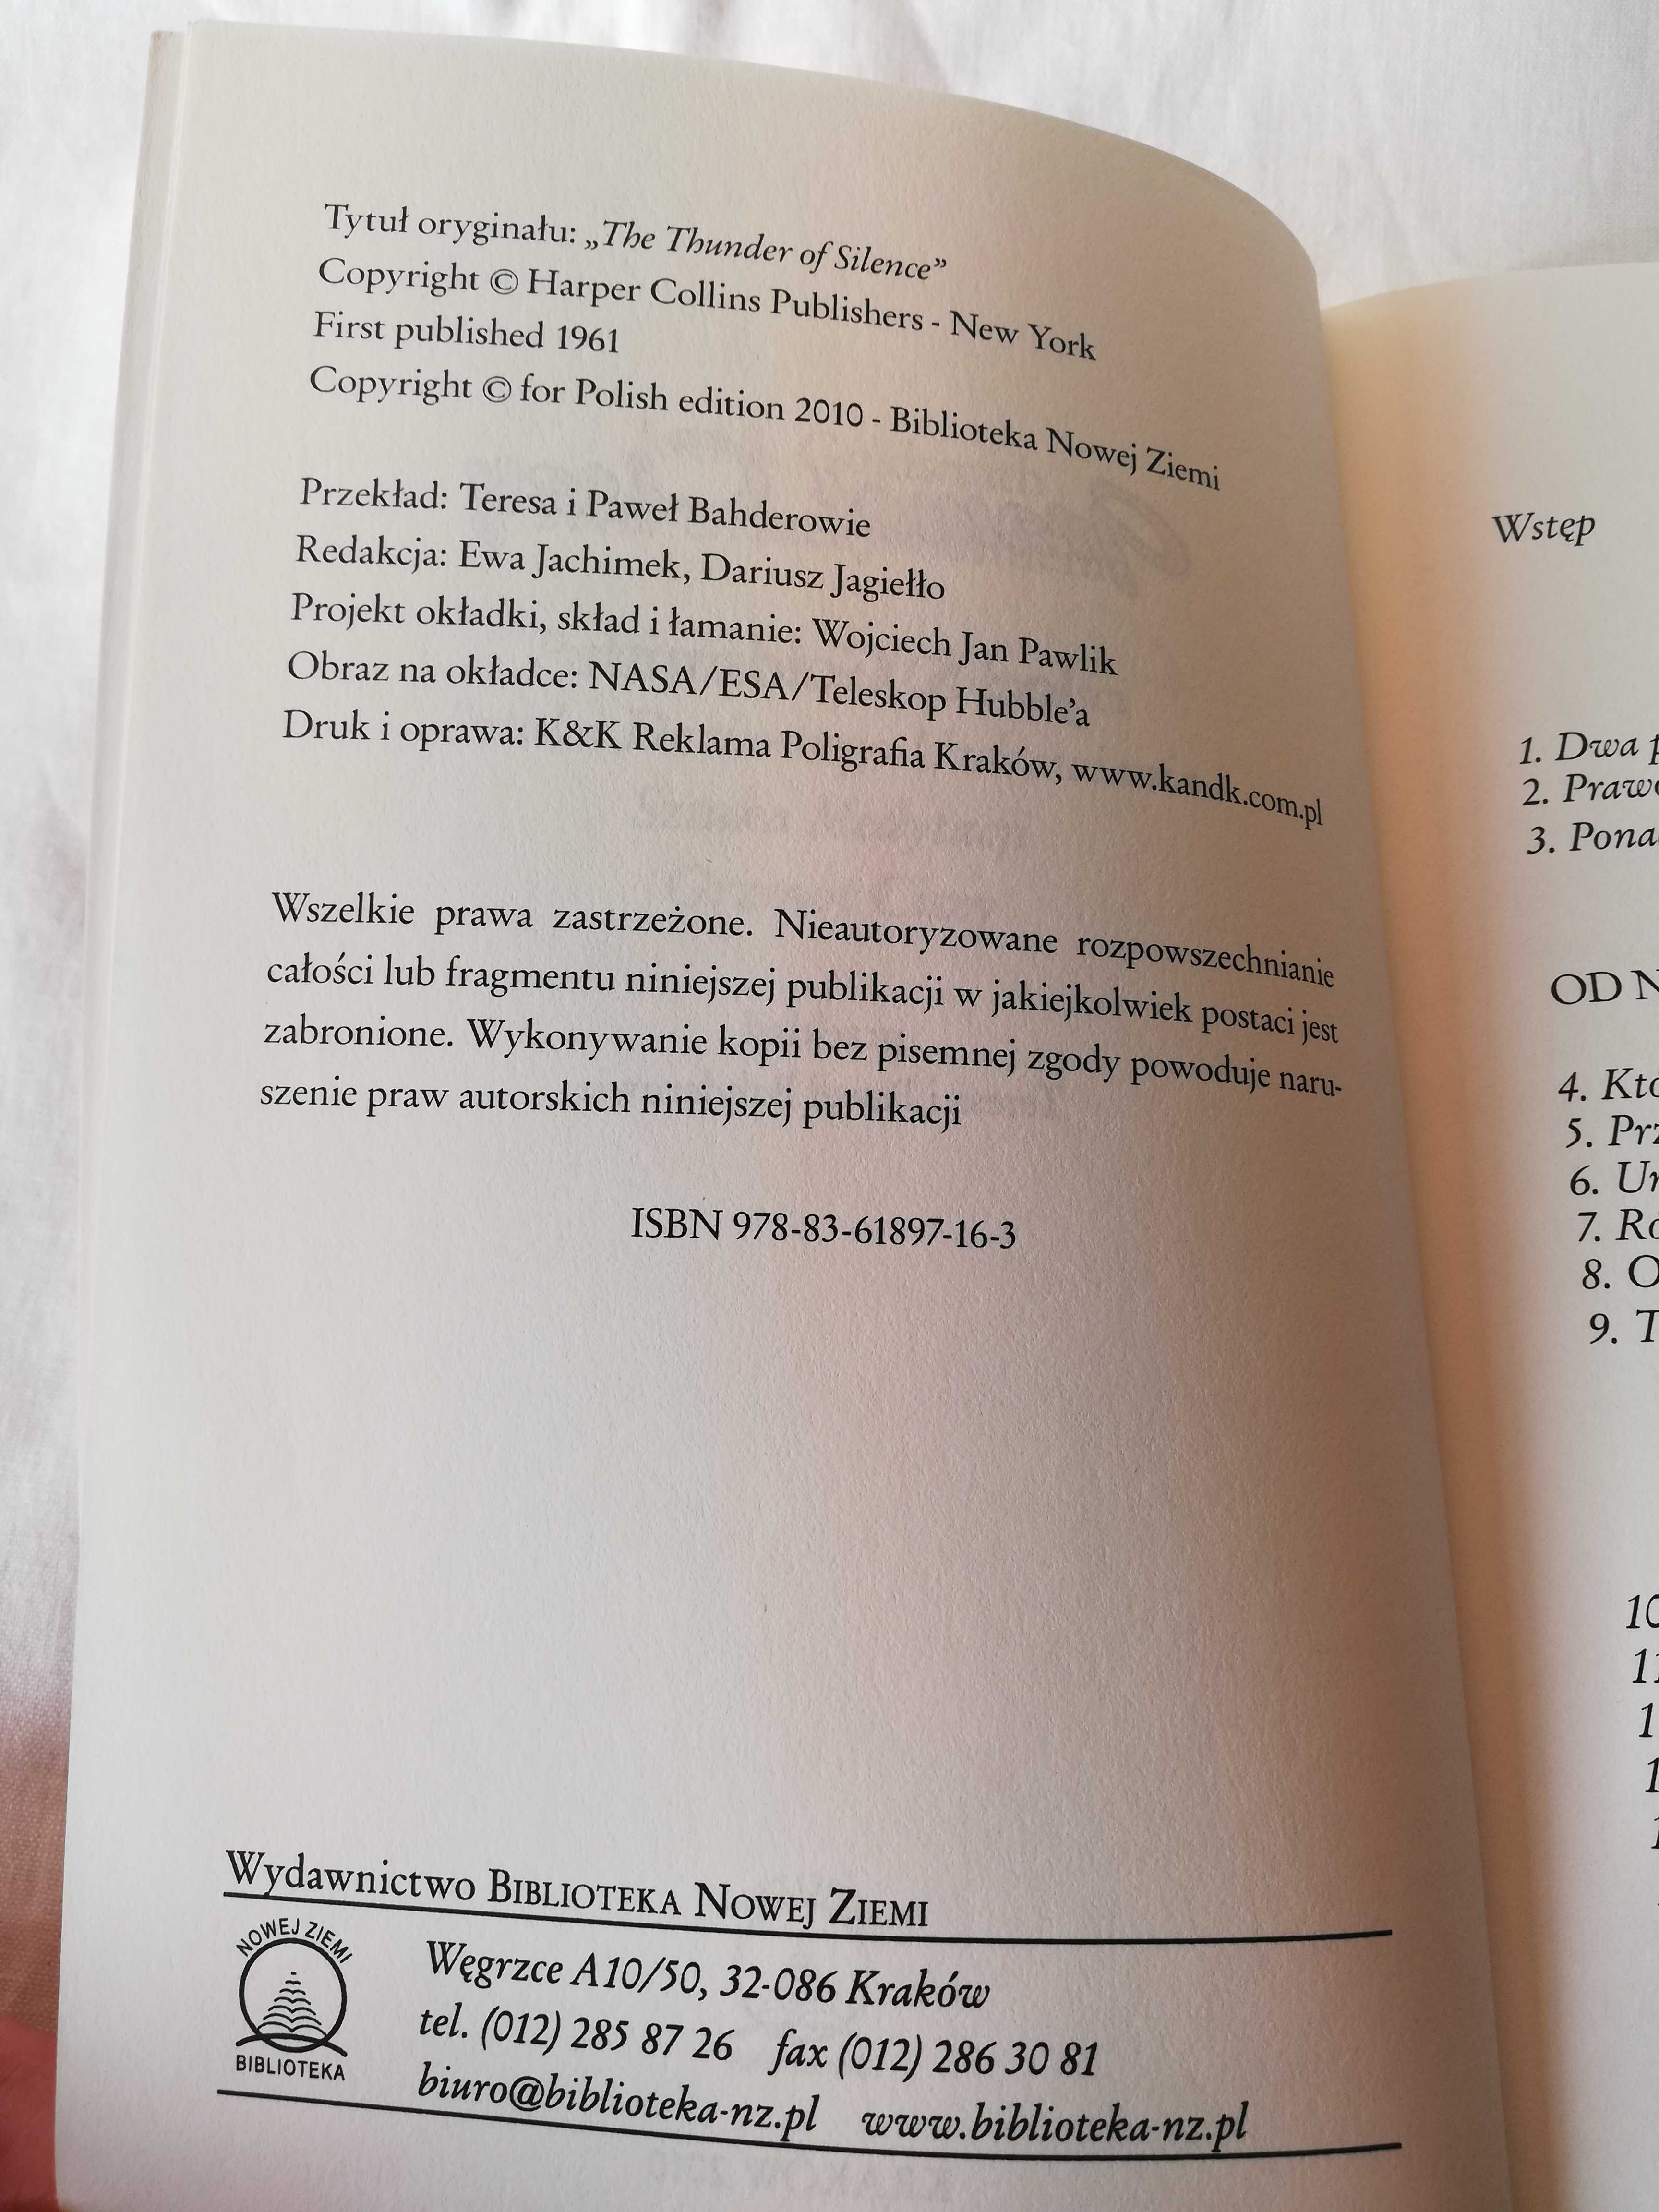 Tytuł oryginału: „The Thunder of Silence”
Copyright © Harper Collins Publishers - New York
First published 1961
Copyright © for Polish edition 2010 - Biblioteka Nowej Ziemi
Przekład: Teresa i Paweł Bahderowie
Redakcja: Ewa Jachimek, Dariusz Jagiełło
Projekt okładki, skład i łamanie: Wojciech Jan Pawlik
Obraz na okładce: NASA/ESA/Teleskop Hubble’a
Druk i oprawa: K&K Reklama Poligrafia Kraków, www.kandk.com.pl
Wszelkie prawa zastrzeżone. Nieautoryzowane rozpowszechnianie
całości lub fragmentu niniejszej publikacji w jakiejkolwiek postaci jest
zabronione. Wykonywanie kopii bez pisemnej zgody powoduje naru-
szenie praw autorskich niniejszej publikacji
ISBN 978-83-61897-16-3
Wydawnictwo BIBLIOTEKA NOWEJ ZIEMI
NOWEJ ZIEMI
BIBLIOTEKA
Węgrzce A10/50, 32-086 Kraków
tel. (012) 285 87 26 fax (012) 286 30 81
biuro@biblioteka-nz.pl www.biblioteka-nz.pl
Wstęp
1. Dwa
2.
3.
OD
4.
5.
6.
7.
8.
9.